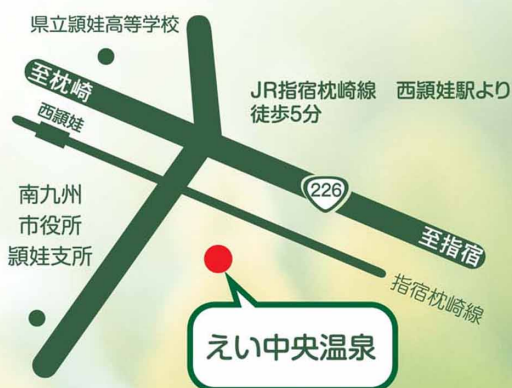 県立頴娃高等学校
至枕崎
JR指宿枕崎線　西頴娃駅より
徒歩5分
西頴娃
226
南九州
市役所
頴娃支所
至指宿
指宿枕崎線
えい中央温泉